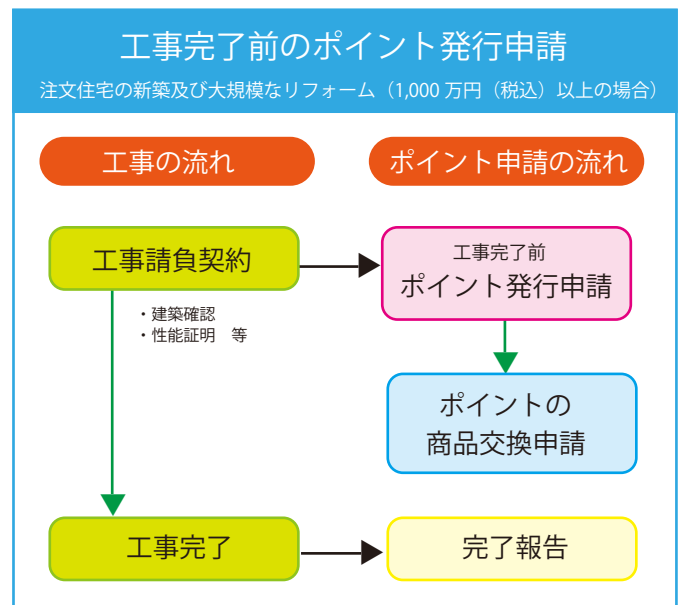 工事完了前のポイント発行申請
注文住宅の新築及び大規模なリフォーム（1,000 万円（税込）以上の場合）
工事の流れ
ポイント申請の流れ
工事請負契約
工事完了前
ポイント発行申請
・建築確認
・性能証明　等
ポイントの
商品交換申請
工事完了
完了報告